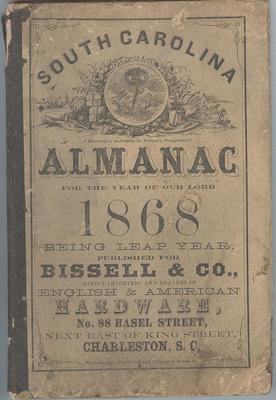 SOUTH CAROLINA
ALMANAC
FOR THE YEAR OF OUR LORD
1868
BEING LEAP YEAR.
PUBLISHED FOR
BISSELL & CO.,
DIRECT IMPORTERS AND DEALERS IN
ENGLISH & AMERICAN
HARDWARE,
No. 88 HASEL STREET,
NEXT EAST OF KING STREET,
CHARLESTON, S. C.